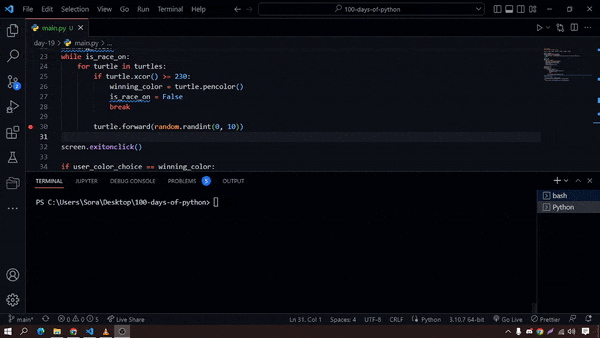 File Edit Selection View Go Run Terminal Help
100-days-of-python
main.py U
day-19 > main.py > ...
23 while is_race_on:
24 for turtle in turtles:
25 if turtle.xcor() >= 230:
26 winning_color = turtle.pencolor()
27 is_race_on = False
28 break
29
30 turtle.forward(random.randint(0, 10))
31
32 screen.exitonclick()
33
34 if user_color_choice == winning_color:
TERMINAL JUPYTER DEBUG CONSOLE PROBLEMS 5 OUTPUT
PS C:\Users\Sora\Desktop\100-days-of-python>
bash
Python
main* 0 0 5 Live Share Ln 31, Col 1 Spaces: 4 UTF-8 CRLF Python 3.10.7 64-bit Go Live Prettier